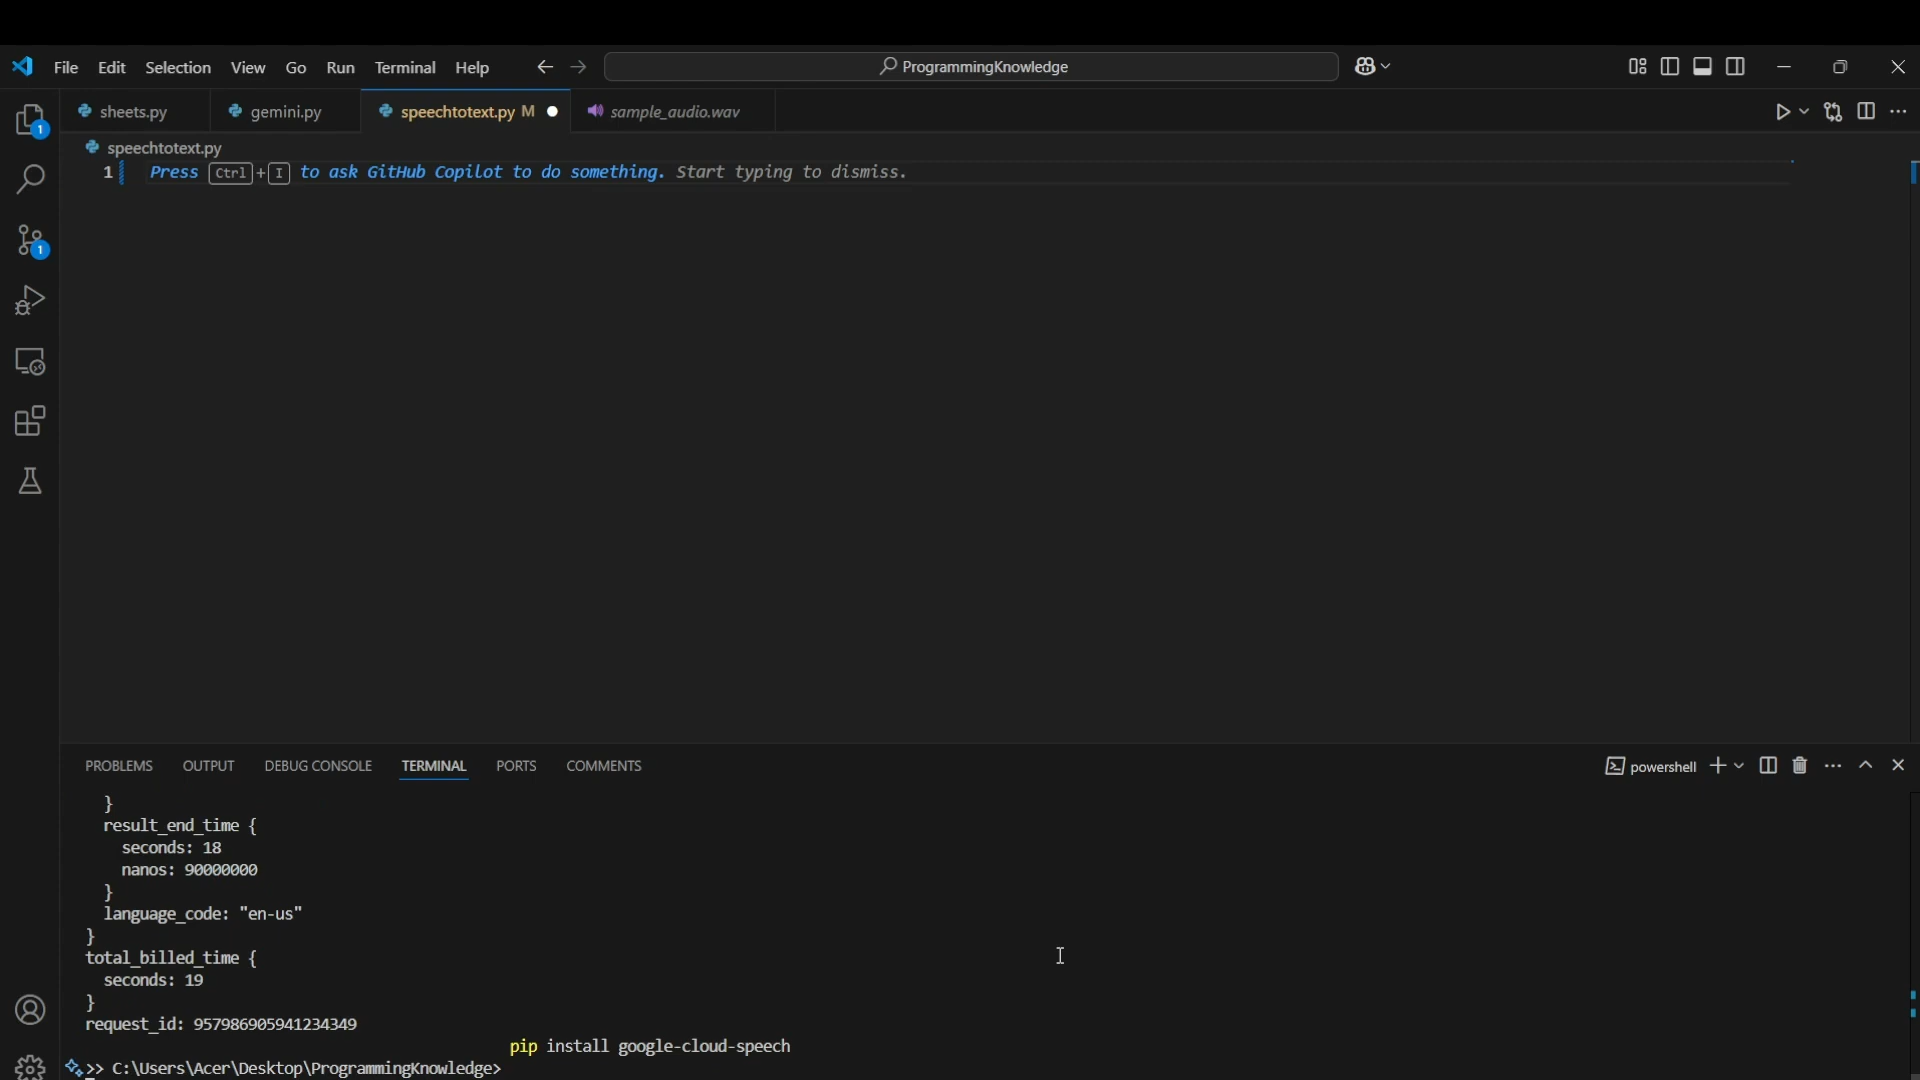 File Edit Selection View Go Run Terminal Help ProgrammingKnowledge
sheets.py gemini.py speechtotext.py M sample_audio.wav
speechtotext.py
1 Press Ctrl + I to ask GitHub Copilot to do something. Start typing to dismiss.
1
1
PROBLEMS OUTPUT DEBUG CONSOLE TERMINAL PORTS COMMENTS powershell
}
result_end_time {
seconds: 18
nanos: 90000000
}
language_code: "en-us"
}
total_billed_time {
seconds: 19
}
request_id: 957986905941234349
pip install google-cloud-speech
>> C:\Users\Acer\Desktop\ProgrammingKnowledge>